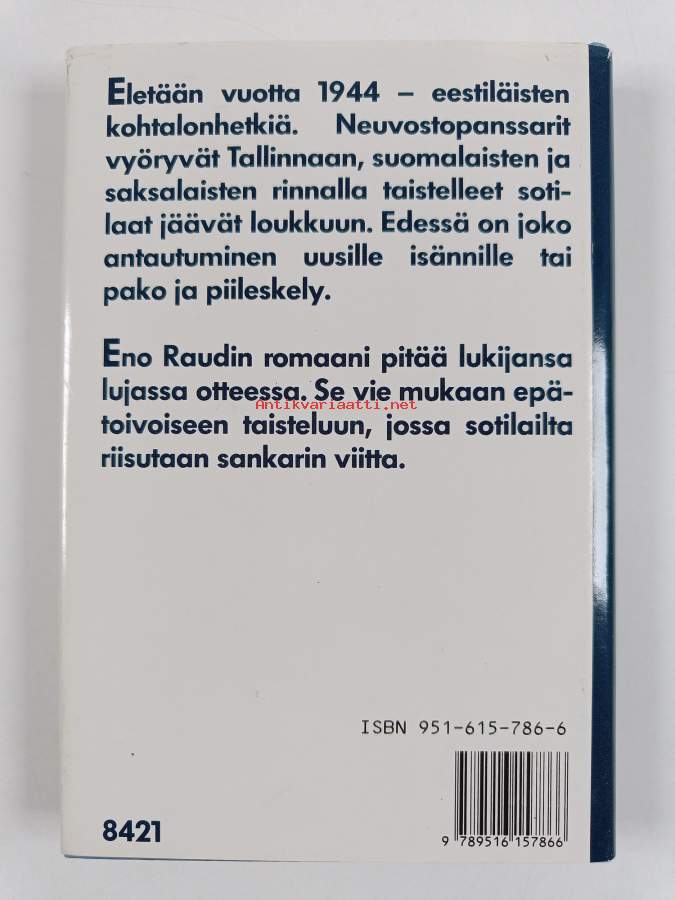 Eletään vuotta 1944 – eestiläisten
kohtalonhetkiä. Neuvostopanssarit
vyöryvät Tallinnaan, suomalaisten ja
saksalaisten rinnalla taistelleet soti-
laat jäävät loukkuun. Edessä on joko
antautuminen uusille isännille tai
pako ja piileskely.
Eno Raudin romaani pitää lukijansa
lujassa otteessa. Se vie mukaan epä-
Antikvariaatti.net
toivoiseen taisteluun, jossa sotilailta
riisutaan sankarin viitta.
ISBN 951-615-786-6
8421
9 789516 157866